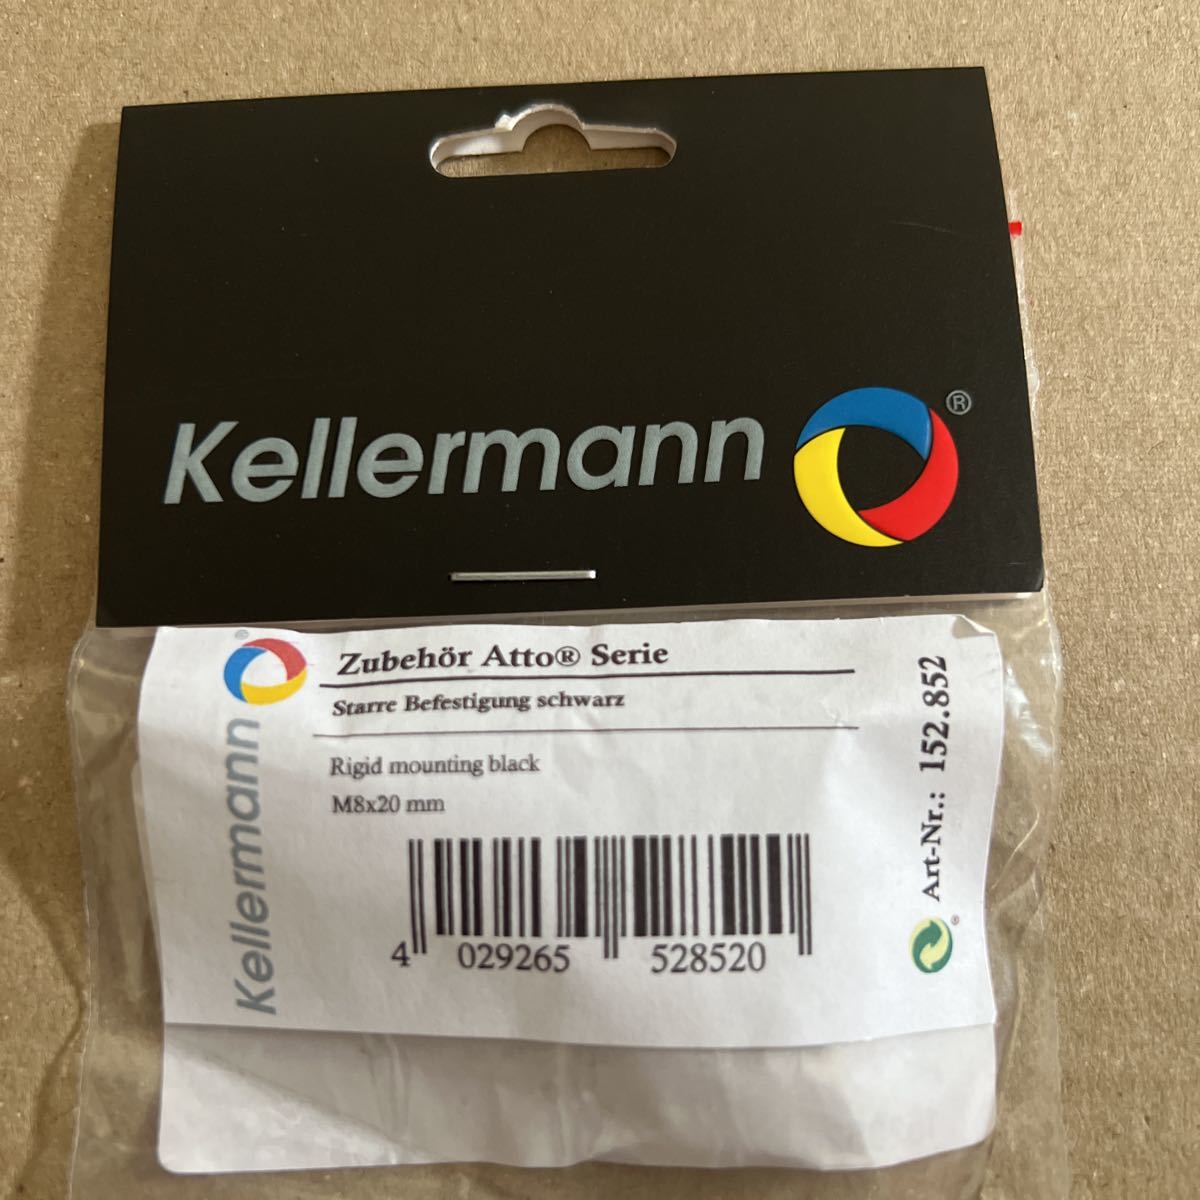 Kellermann®
Zubehör Atto® Serie
Starre Befestigung schwarz
Rigid mounting black
M8x20 mm
4 029265 528520
Kellermann®
Art-Nr.: 152.852
®